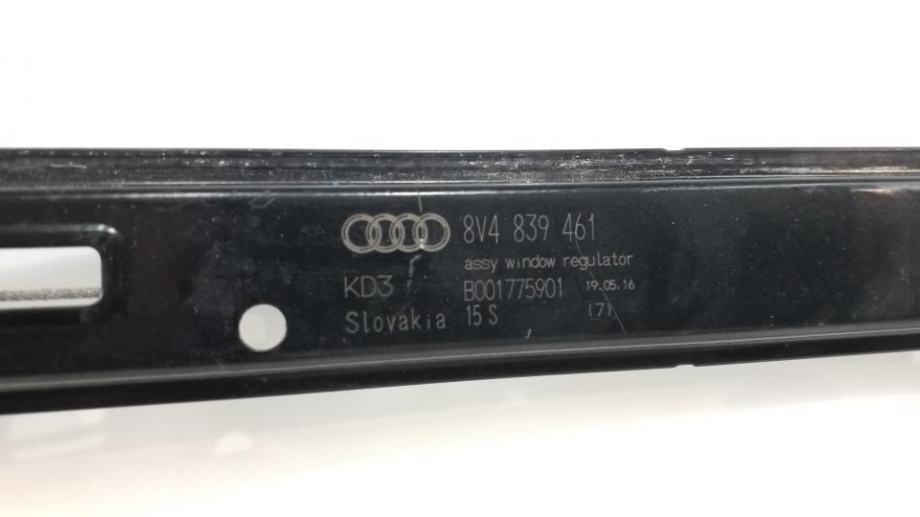 8V4 839 461
assy window regulator
KD3 B001775901 19.05.16
Slovakia 15 S (7)